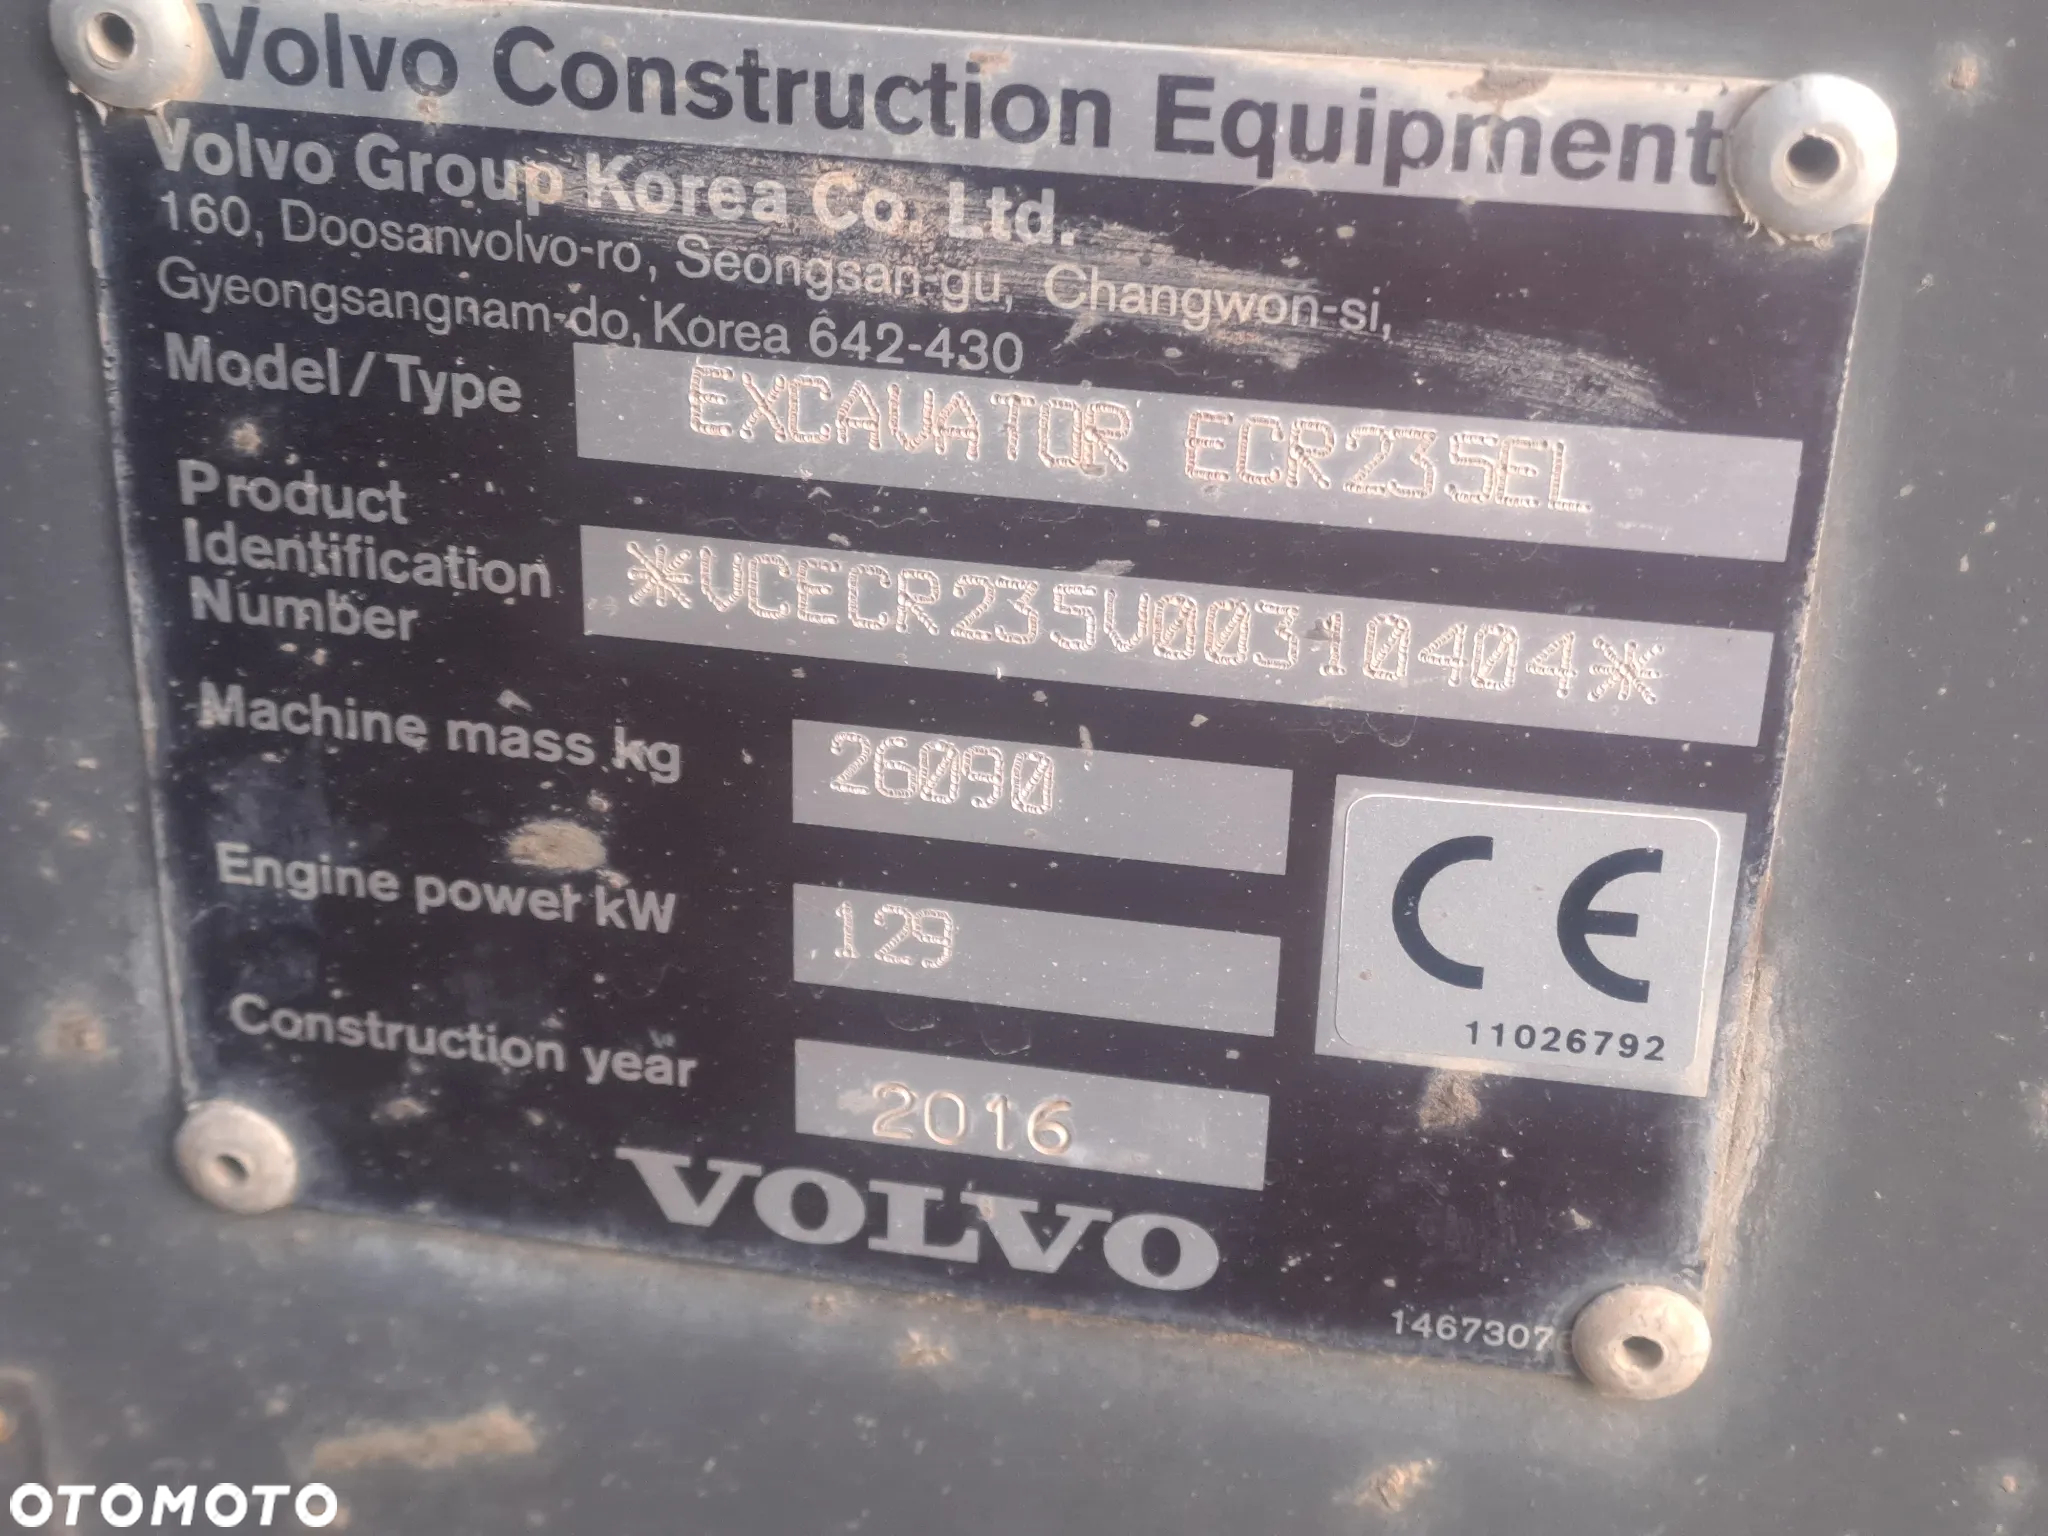 Volvo Construction Equipment
Volvo Group Korea Co. Ltd.
160, Doosanvolvo-ro, Seongsan-gu, Changwon-si,
Gyeongsangnam-do, Korea 642-430
Model/Type EXCAVATOR ECR235EL
Product
Identification
Number *VCECR235V00310404*
Machine mass kg 26090
Engine power kW 129
Construction year 2016
CE
11026792
VOLVO
1467307
OTOMOTO